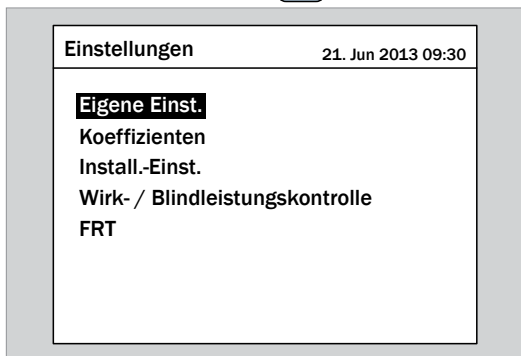 Einstellungen 21. Jun 2013 09:30
Eigene Einst.
Koeffizienten
Install.-Einst.
Wirk- / Blindleistungskontrolle
FRT